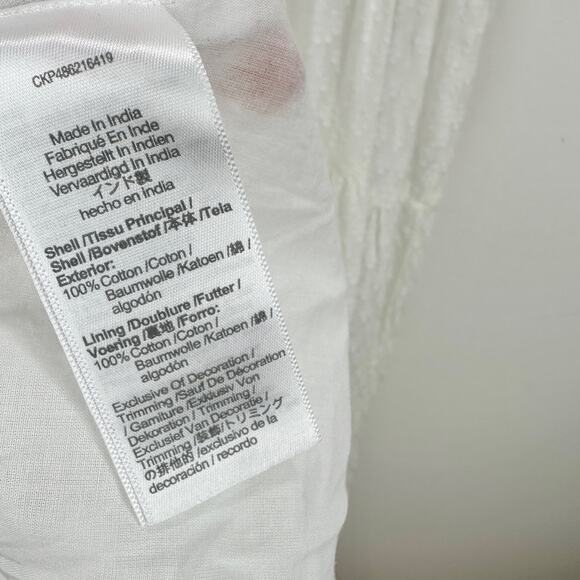 CKP486216419
Made In India
Fabriqué En Inde
Hergestellt In Indien
Vervaardigd In India
インド製
hecho en india
Shell /Tissu Principal /
Shell /Bovenstof /本体 /Tela
Exterior:
100% Cotton /Coton /
Baumwolle /Katoen /綿 /
algodón
Lining /Doublure /Futter /
Voering /裏地 /Forro:
100% Cotton /Coton /
Baumwolle /Katoen /綿 /
algodón
Exclusive Of Decoration /
Trimming /Sauf De Décoration
/ Garniture /Exklusiv Von
Dekoration / Trimming /
Exclusief Van Decoratie /
Trimming /装飾/トリミング
の排他的 /exclusivo de la
decoración / recordo